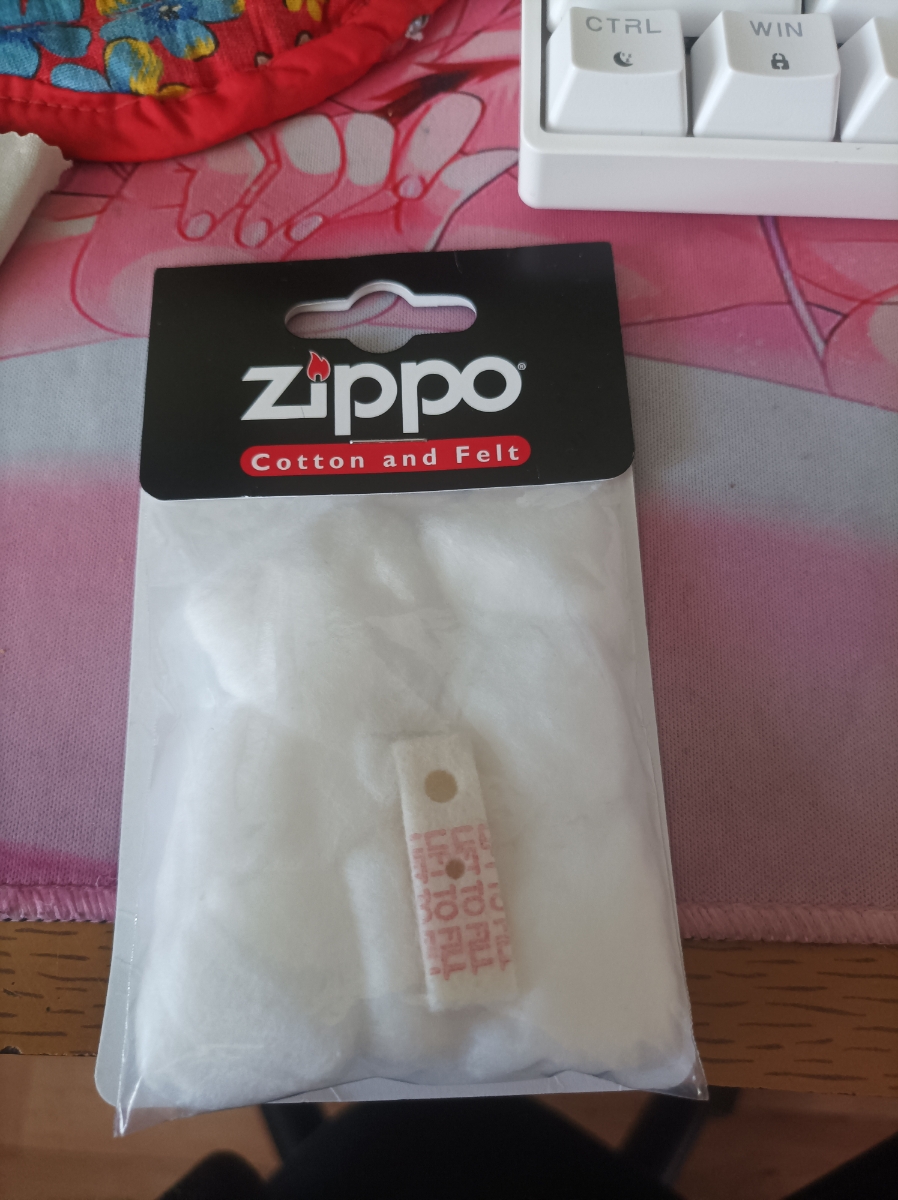 CTRL WIN
zippo®
Cotton and Felt
LIFT TO FILL
LIFT TO FILL